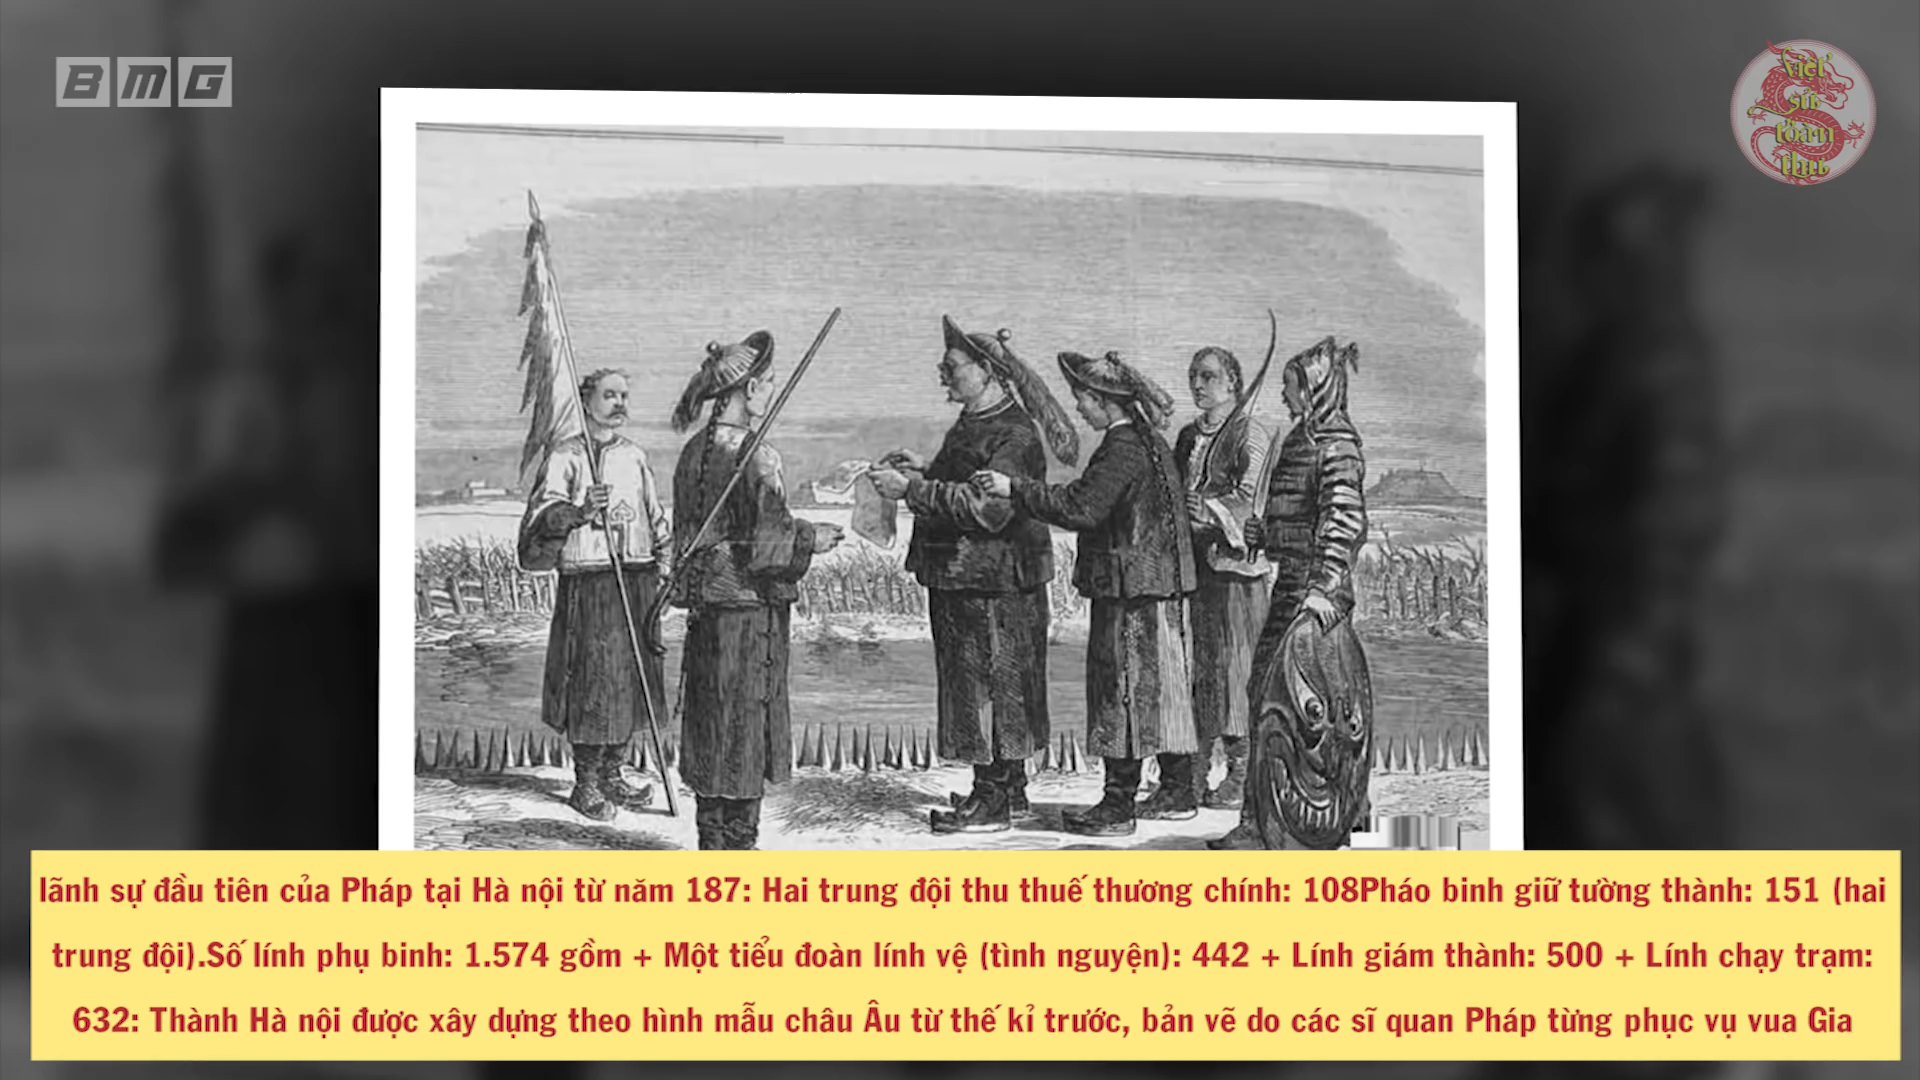 BMG
Việt
sử
toàn
thư
lãnh sự đầu tiên của Pháp tại Hà nội từ năm 187: Hai trung đội thu thuế thương chính: 108Pháo binh giữ tường thành: 151 (hai
trung đội).Số lính phụ binh: 1.574 gồm + Một tiểu đoàn lính vệ (tình nguyện): 442 + Lính giám thành: 500 + Lính chạy trạm:
632: Thành Hà nội được xây dựng theo hình mẫu châu Âu từ thế kỉ trước, bản vẽ do các sĩ quan Pháp từng phục vụ vua Gia